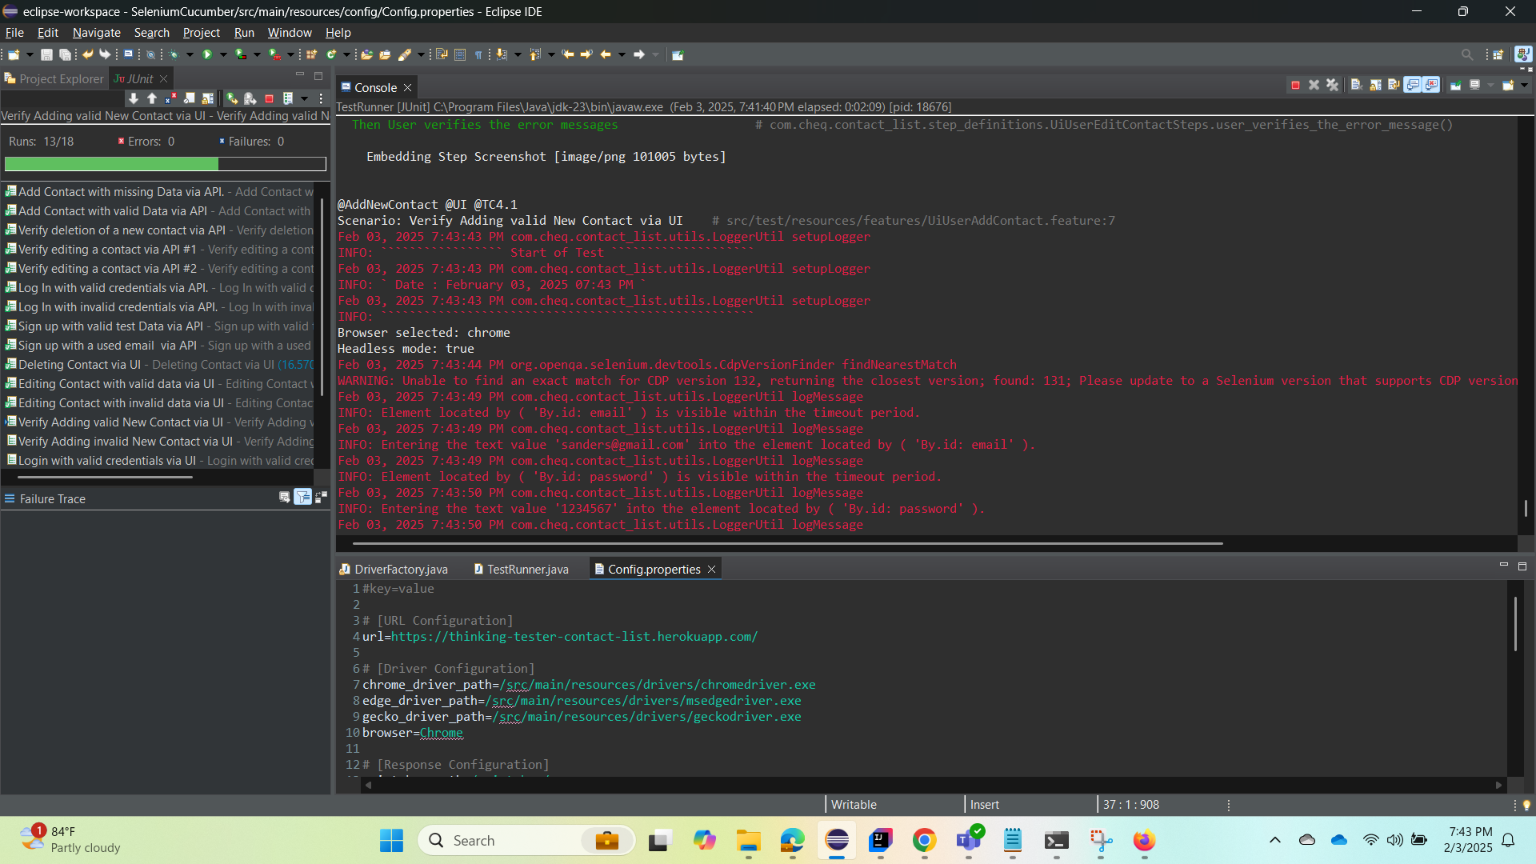 eclipse-workspace - SeleniumCucumber/src/main/resources/config/Config.properties - Eclipse IDE
File Edit Navigate Search Project Run Window Help
Project Explorer
JUnit
Verify Adding valid New Contact via UI - Verify Adding valid N
Runs: 13/18 Errors: 0 Failures: 0
Add Contact with missing Data via API. - Add Contact w
Add Contact with valid Data via API - Add Contact with
Verify deletion of a new contact via API - Verify deletion
Verify editing a contact via API #1 - Verify editing a cont
Verify editing a contact via API #2 - Verify editing a cont
Log In with valid credentials via API. - Log In with valid c
Log In with invalid credentials via API. - Log In with inva
Sign up with valid test Data via API - Sign up with valid
Sign up with a used email via API - Sign up with a used
Deleting Contact via UI - Deleting Contact via UI (16.570
Editing Contact with valid data via UI - Editing Contact
Editing Contact with invalid data via UI - Editing Contac
Verify Adding valid New Contact via UI - Verify Adding v
Verify Adding invalid New Contact via UI - Verify Adding
Login with valid credentials via UI - Login with valid cred
Failure Trace
Console
TestRunner [JUnit] C:\Program Files\Java\jdk-23\bin\javaw.exe (Feb 3, 2025, 7:41:40 PM elapsed: 0:02:09) [pid: 18676]
Then User verifies the error messages # com.cheq.contact_list.step_definitions.UiUserEditContactSteps.user_verifies_the_error_message()
Embedding Step Screenshot [image/png 101005 bytes]
@AddNewContact @UI @TC4.1
Scenario: Verify Adding valid New Contact via UI # src/test/resources/features/UiUserAddContact.feature:7
Feb 03, 2025 7:43:43 PM com.cheq.contact_list.utils.LoggerUtil setupLogger
INFO: ````````````````` Start of Test ````````````````````
Feb 03, 2025 7:43:43 PM com.cheq.contact_list.utils.LoggerUtil setupLogger
INFO: ` Date : February 03, 2025 07:43 PM `
Feb 03, 2025 7:43:43 PM com.cheq.contact_list.utils.LoggerUtil setupLogger
INFO: ````````````````````````````````````````````````````
Browser selected: chrome
Headless mode: true
Feb 03, 2025 7:43:44 PM org.openqa.selenium.devtools.CdpVersionFinder findNearestMatch
WARNING: Unable to find an exact match for CDP version 132, returning the closest version; found: 131; Please update to a Selenium version that supports CDP version
Feb 03, 2025 7:43:49 PM com.cheq.contact_list.utils.LoggerUtil logMessage
INFO: Element located by ( 'By.id: email' ) is visible within the timeout period.
Feb 03, 2025 7:43:49 PM com.cheq.contact_list.utils.LoggerUtil logMessage
INFO: Entering the text value 'sanders@gmail.com' into the element located by ( 'By.id: email' ).
Feb 03, 2025 7:43:49 PM com.cheq.contact_list.utils.LoggerUtil logMessage
INFO: Element located by ( 'By.id: password' ) is visible within the timeout period.
Feb 03, 2025 7:43:50 PM com.cheq.contact_list.utils.LoggerUtil logMessage
INFO: Entering the text value '1234567' into the element located by ( 'By.id: password' ).
Feb 03, 2025 7:43:50 PM com.cheq.contact_list.utils.LoggerUtil logMessage
DriverFactory.java TestRunner.java Config.properties
1 #key=value
2
3 # [URL Configuration]
4 url=https://thinking-tester-contact-list.herokuapp.com/
5
6 # [Driver Configuration]
7 chrome_driver_path=/src/main/resources/drivers/chromedriver.exe
8 edge_driver_path=/src/main/resources/drivers/msedgedriver.exe
9 gecko_driver_path=/src/main/resources/drivers/geckodriver.exe
10 browser=Chrome
11
12 # [Response Configuration]
Writable Insert 37 : 1 : 908
1
84°F
Partly cloudy
Search
7:43 PM
2/3/2025